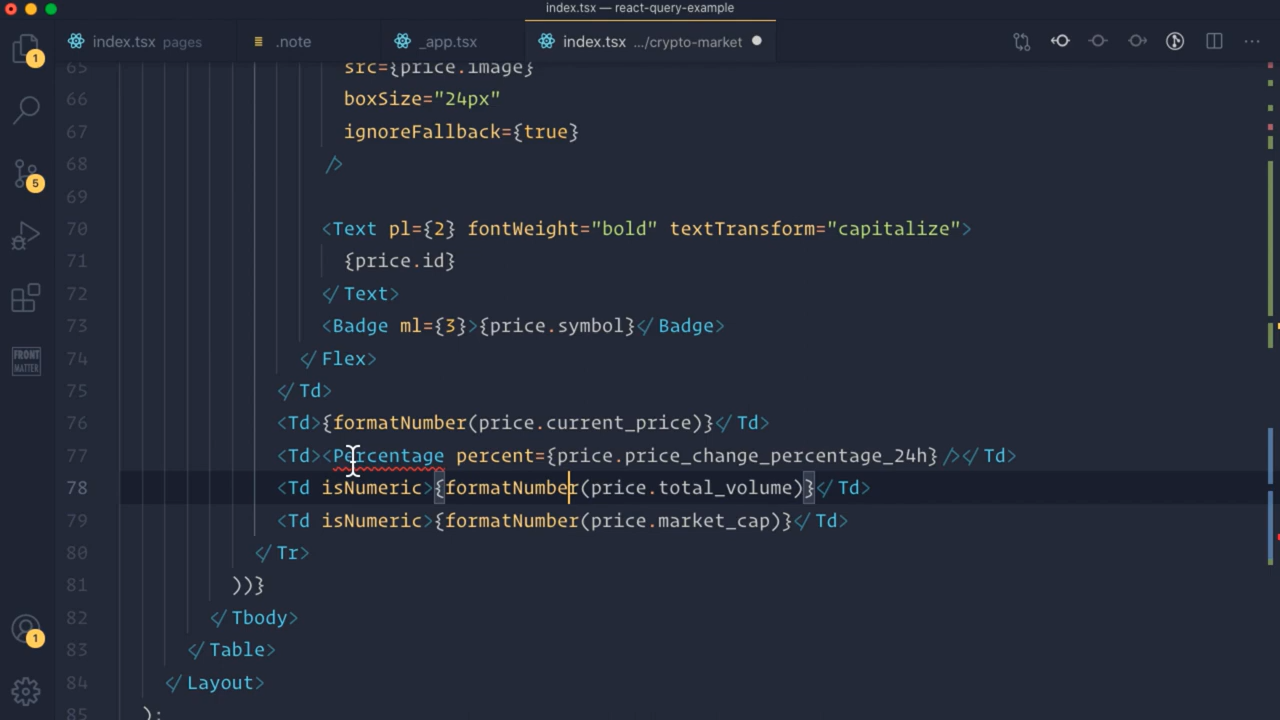 index.tsx — react-query-example
index.tsx pages .note _app.tsx index.tsx .../crypto-market
65 src={price.image}
66 boxSize="24px"
67 ignoreFallback={true}
68 />
69
70 <Text pl={2} fontWeight="bold" textTransform="capitalize">
71 {price.id}
72 </Text>
73 <Badge ml={3}>{price.symbol}</Badge>
74 </Flex>
75 </Td>
76 <Td>{formatNumber(price.current_price)}</Td>
77 <Td><Percentage percent={price.price_change_percentage_24h} /></Td>
78 <Td isNumeric>{formatNumber(price.total_volume)}</Td>
79 <Td isNumeric>{formatNumber(price.market_cap)}</Td>
80 </Tr>
81 ))}
82 </Tbody>
83 </Table>
84 </Layout>
85 );
1
5
FRONT
MATTER
1